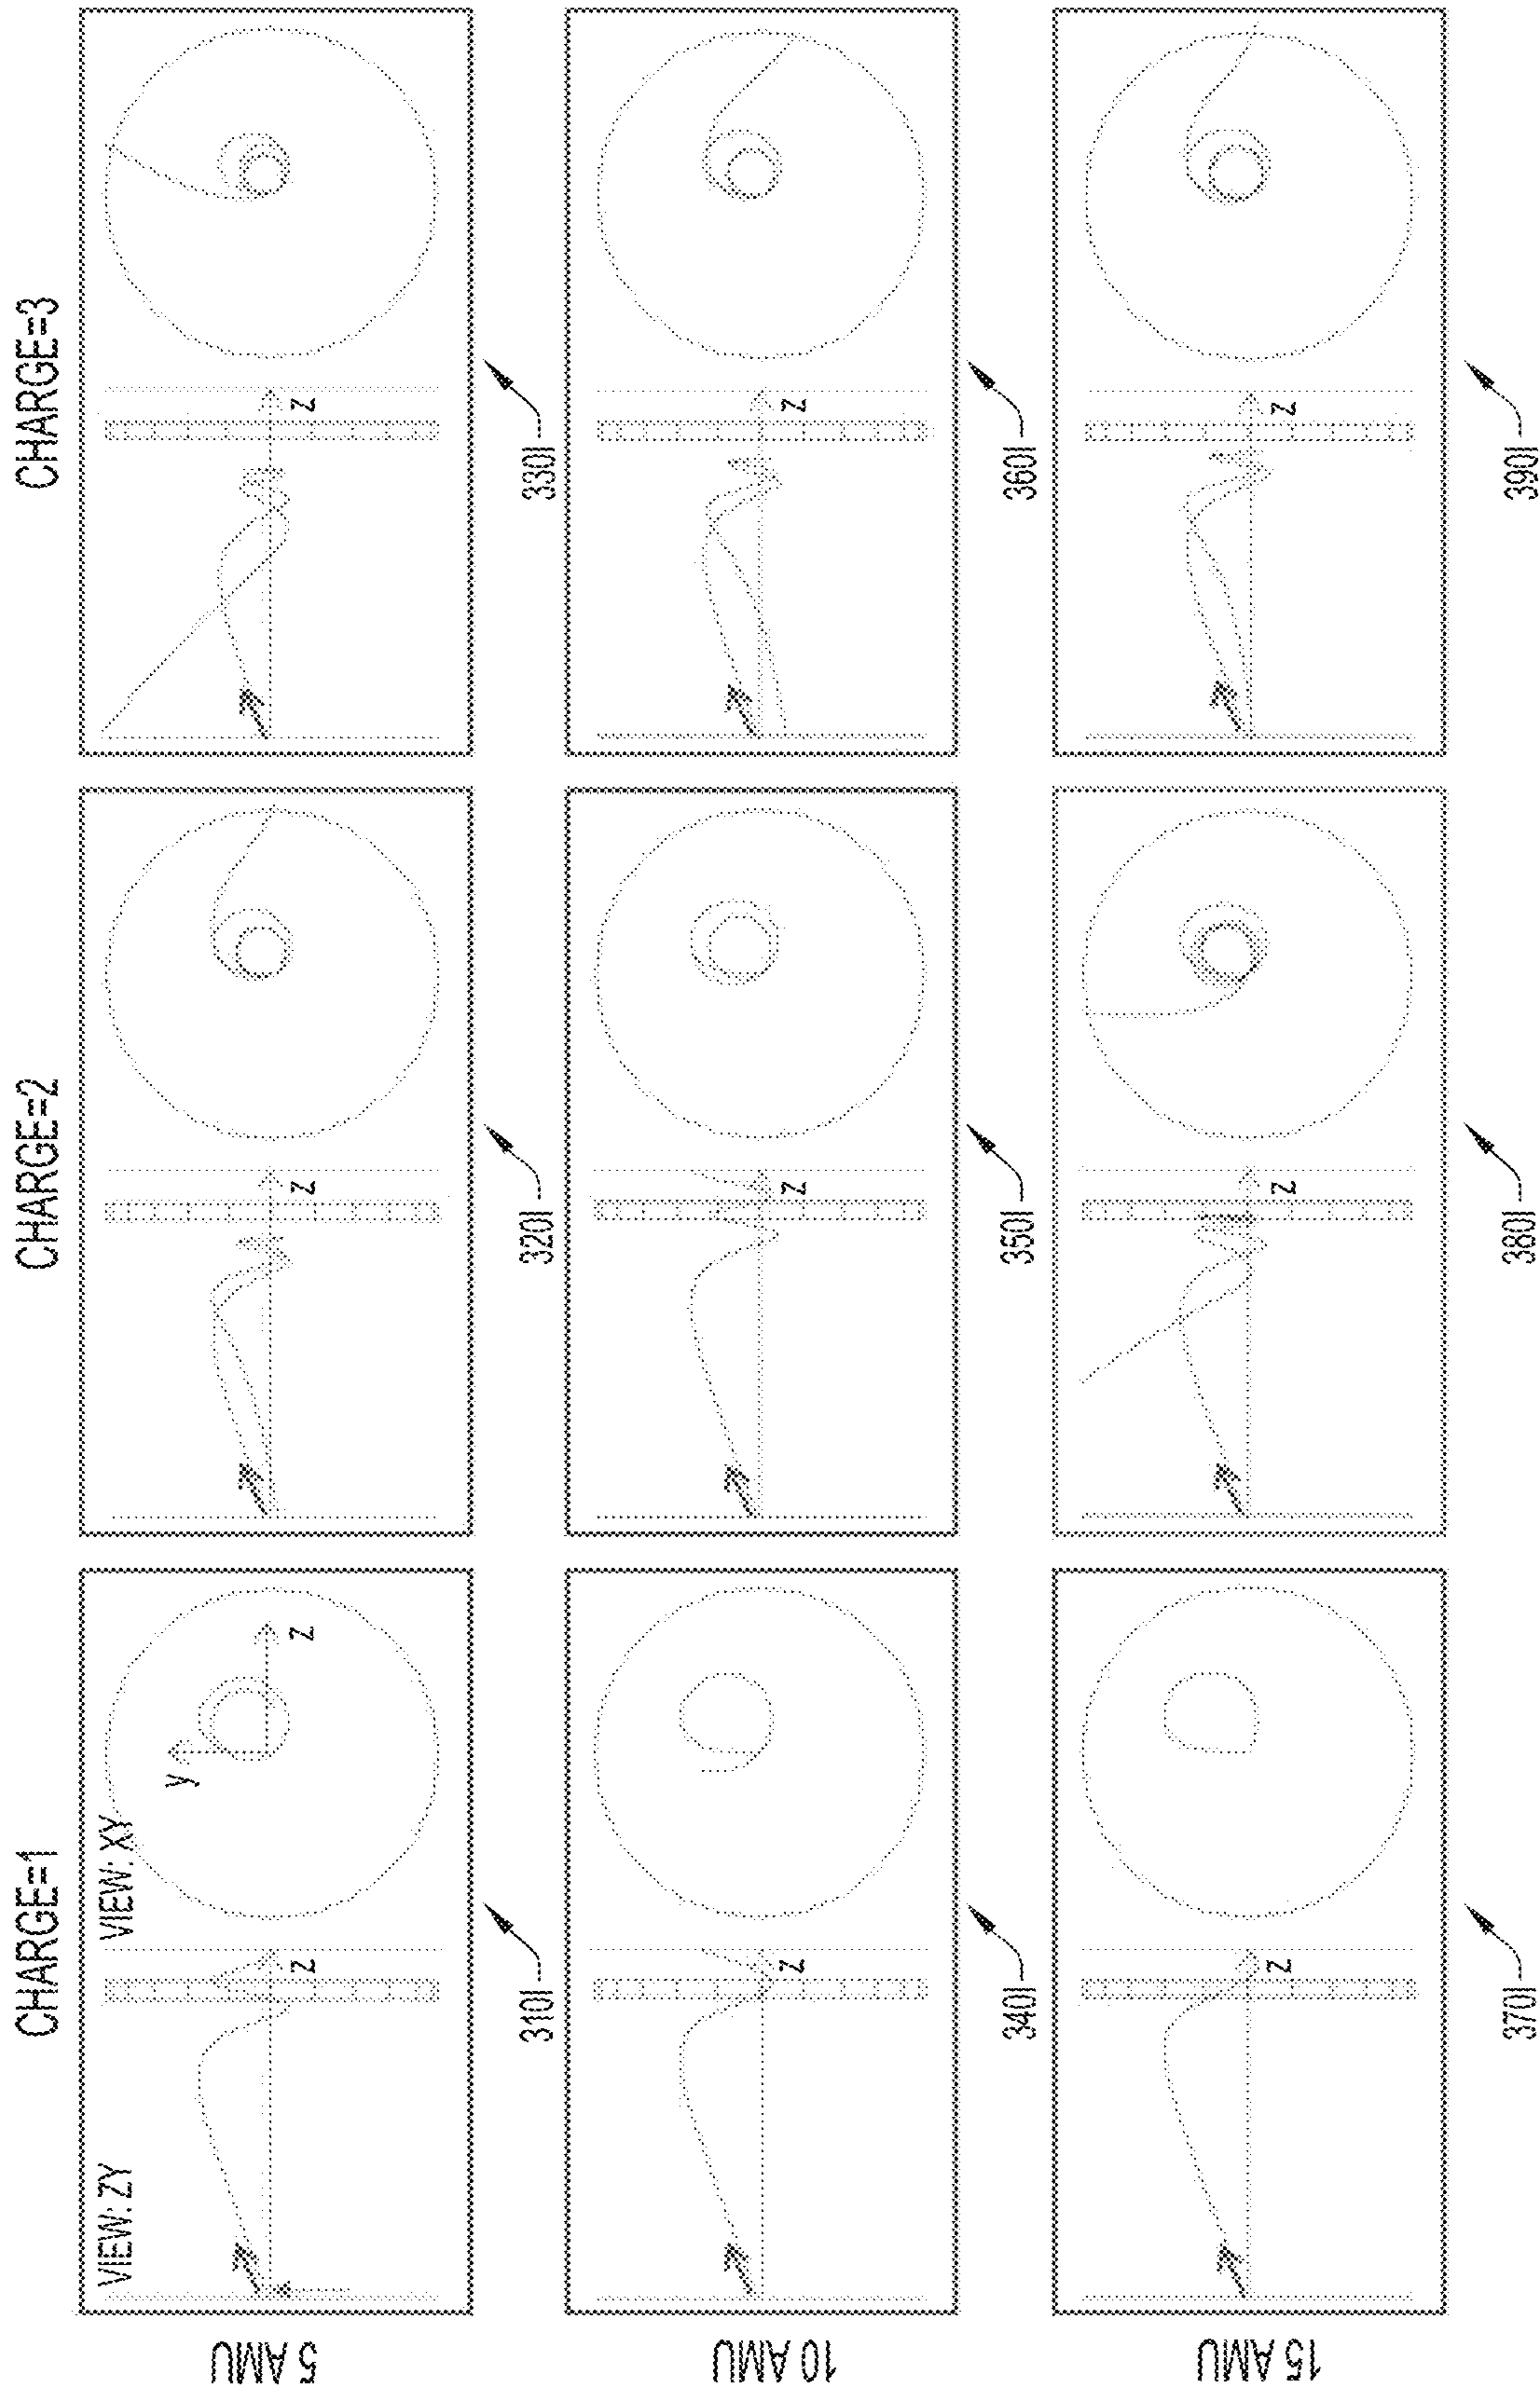 CHARGE=1
CHARGE=2
CHARGE=3
5 AMU
VIEW: ZY
VIEW: XY
Z
y
Z
Z
Z
310I
320I
330I
10 AMU
Z
Z
Z
340I
350I
360I
15 AMU
Z
Z
Z
370I
380I
390I